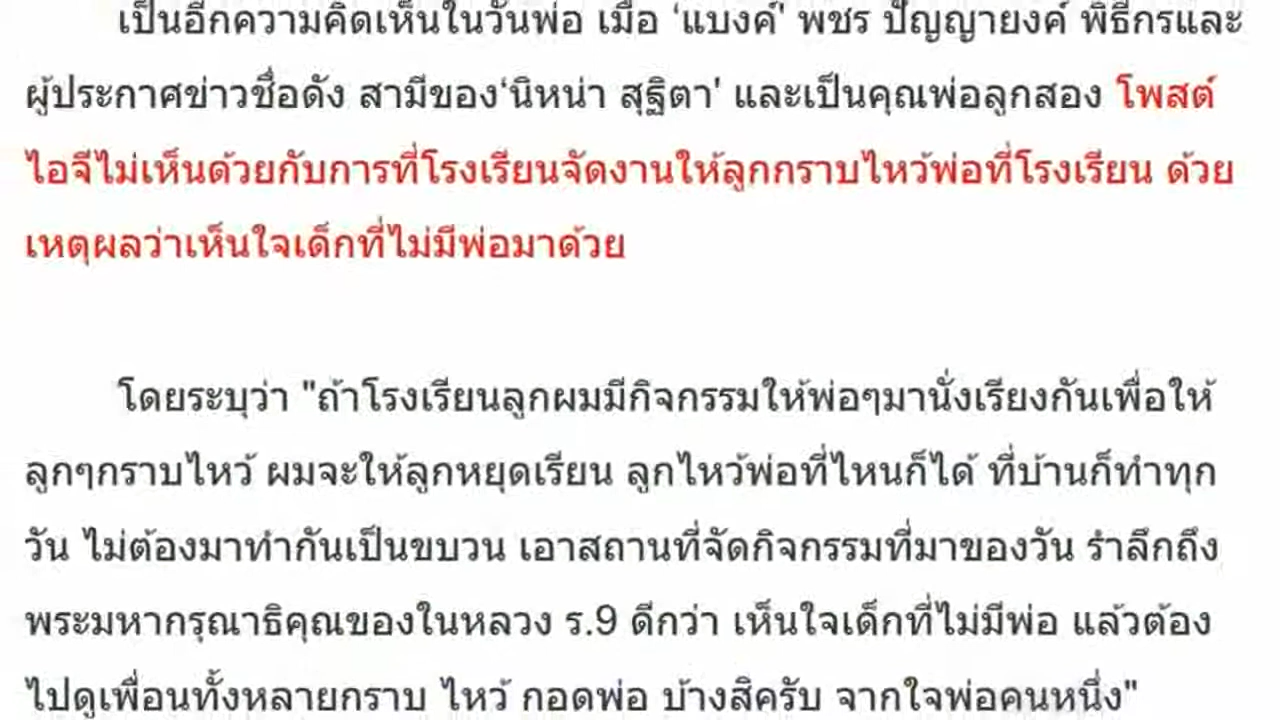 เป็นอีกความคิดเห็นในวันพ่อ เมื่อ ‘แบงค์’ พชร ปัญญายงค์ พิธีกรและ
ผู้ประกาศข่าวชื่อดัง สามีของ‘นิหน่า สุฐิตา’ และเป็นคุณพ่อลูกสอง โพสต์
ไอจีไม่เห็นด้วยกับการที่โรงเรียนจัดงานให้ลูกกราบไหว้พ่อที่โรงเรียน ด้วย
เหตุผลว่าเห็นใจเด็กที่ไม่มีพ่อมาด้วย
โดยระบุว่า "ถ้าโรงเรียนลูกผมมีกิจกรรมให้พ่อๆมานั่งเรียงกันเพื่อให้
ลูกๆกราบไหว้ ผมจะให้ลูกหยุดเรียน ลูกไหว้พ่อที่ไหนก็ได้ ที่บ้านก็ทำทุก
วัน ไม่ต้องมาทำกันเป็นขบวน เอาสถานที่จัดกิจกรรมที่มาของวัน รำลึกถึง
พระมหากรุณาธิคุณของในหลวง ร.9 ดีกว่า เห็นใจเด็กที่ไม่มีพ่อ แล้วต้อง
ไปดูเพื่อนทั้งหลายกราบ ไหว้ กอดพ่อ บ้างสิครับ จากใจพ่อคนหนึ่ง"